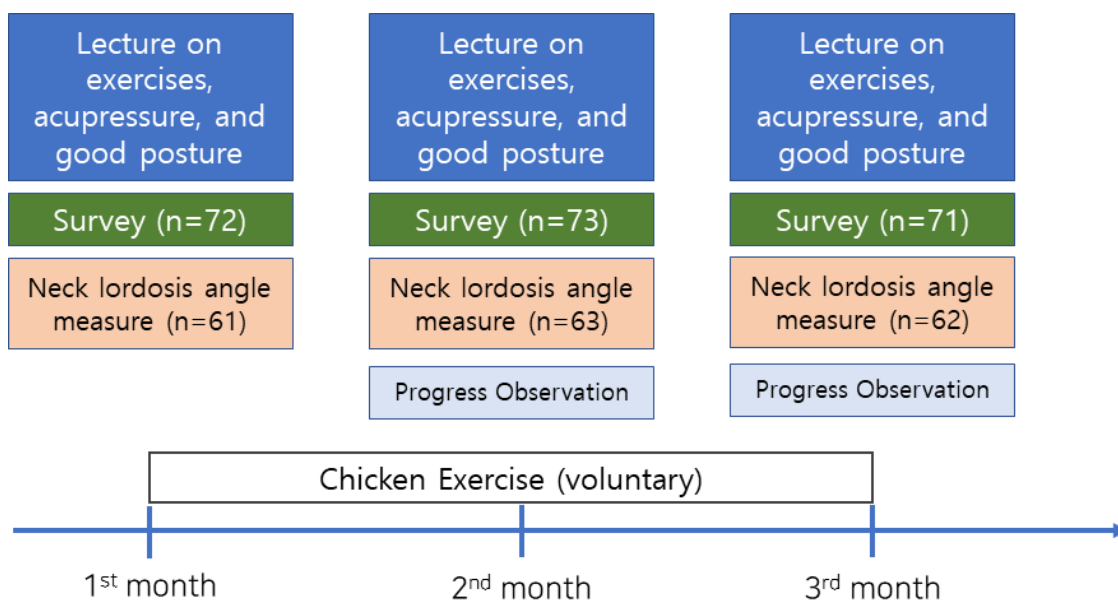 Lecture on
exercises,
acupressure, and
good posture
Survey (n=72)
Neck lordosis angle
measure (n=61)
Lecture on
exercises,
acupressure, and
good posture
Survey (n=73)
Neck lordosis angle
measure (n=63)
Progress Observation
Lecture on
exercises,
acupressure, and
good posture
Survey (n=71)
Neck lordosis angle
measure (n=62)
Progress Observation
Chicken Exercise (voluntary)
1st month
2nd month
3rd month